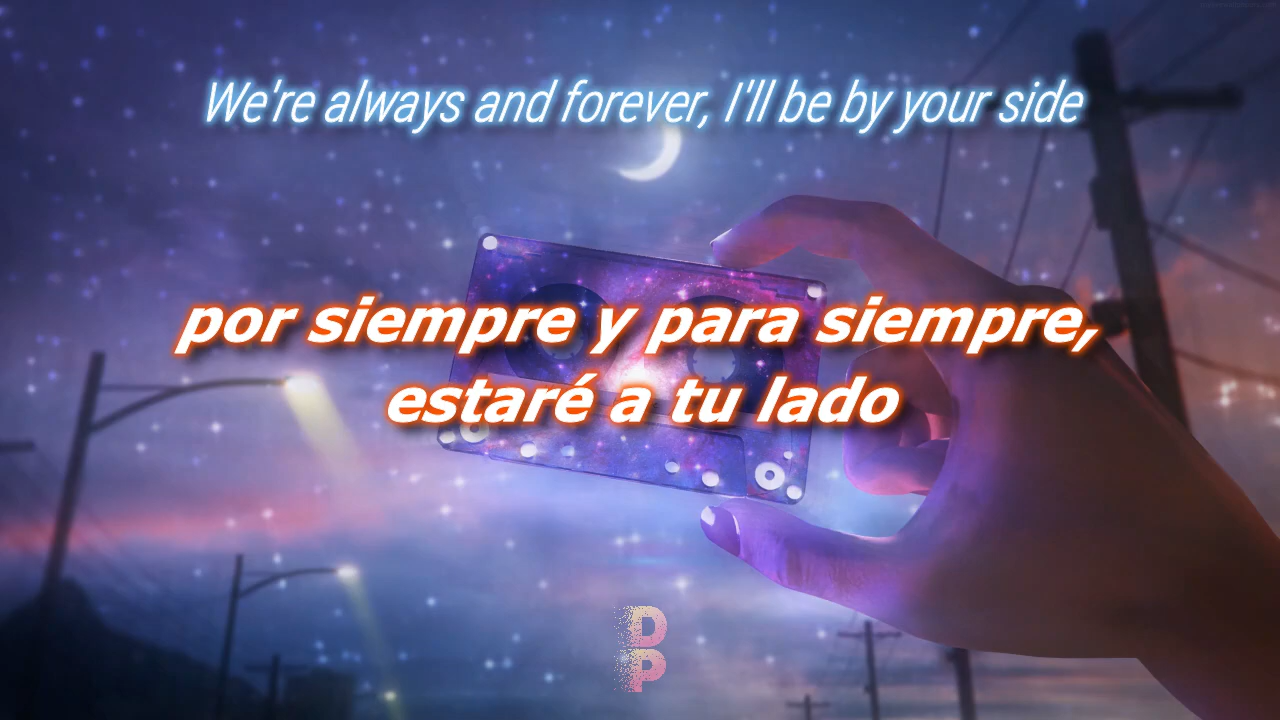 We're always and forever, I'll be by your side
por siempre y para siempre,
estaré a tu lado
D
P